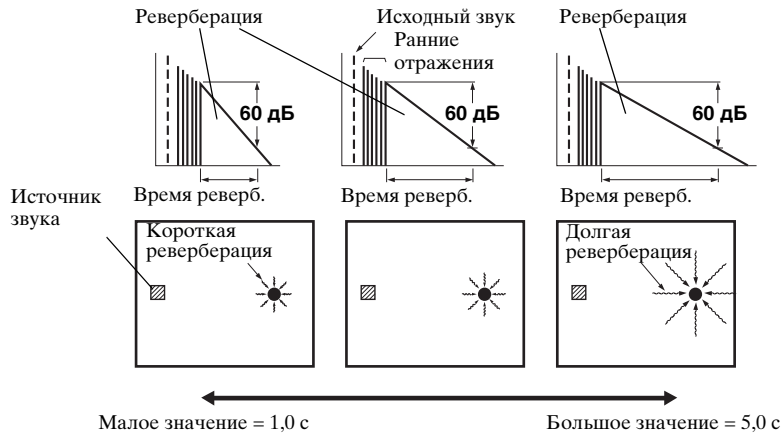 Реверберация
Исходный звук
Ранние
отражения
Реверберация
60 дБ
60 дБ
60 дБ
Источник
звука
Время реверб.
Время реверб.
Время реверб.
Короткая
реверберация
Долгая
реверберация
Малое значение = 1,0 с
Большое значение = 5,0 с